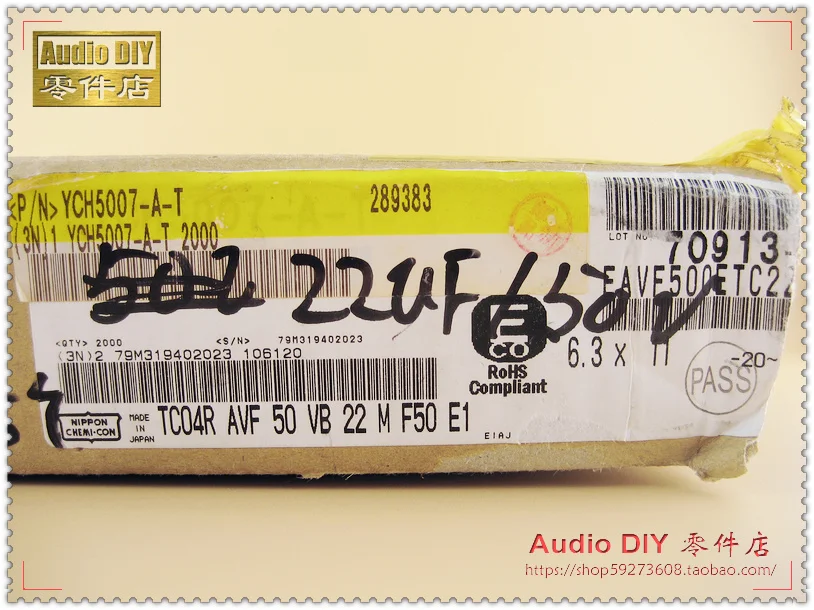 Audio DIY
零件店
<P/N>YCH5007-A-T 289383
(3N)1 YCH5007-A-T 2000
LOT NO 70913-
EAVF500ETC22
22UF/50V
ECO
RoHS
Compliant
6.3 x 11
-20~
PASS
<QTY> 2000 <S/N> 79M319402023
(3N)2 79M319402023 106120
NIPPON
CHEMI-CON
MADE
IN
JAPAN
TC04R AVF 50 VB 22 M F50 E1
EIAJ
Audio DIY 零件店
https://shop59273608.taobao.com/